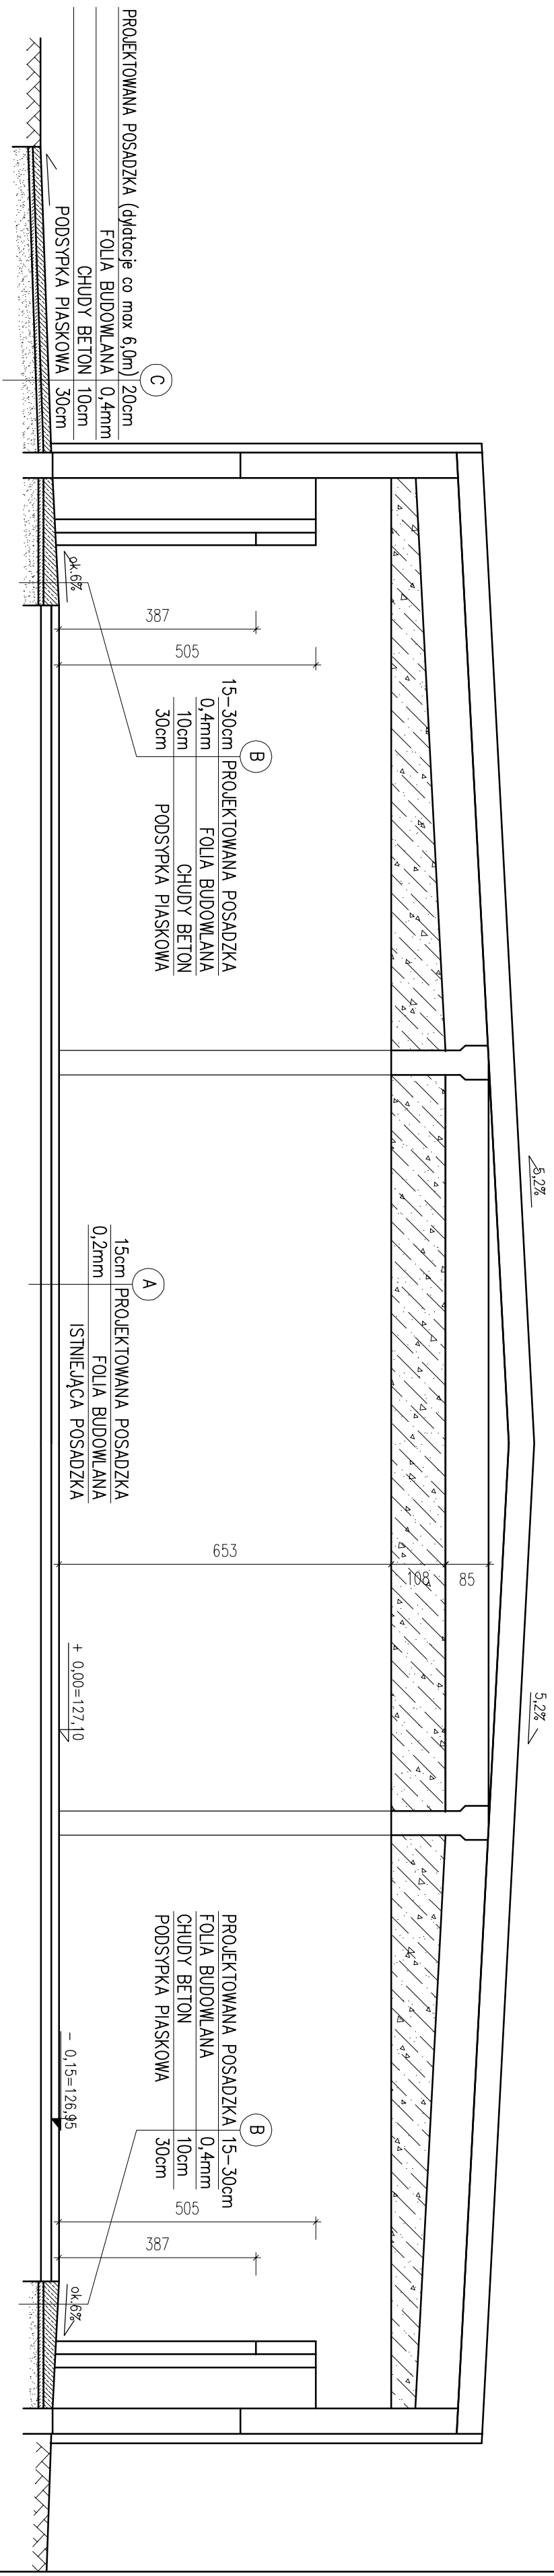 PROJEKTOWANA POSADZKA (dylatacje co max 6,0m) 20cm
FOLIA BUDOWLANA 0,4mm
CHUDY BETON 10cm
PODSYPKA PIASKOWA 30cm
C
ok.6%
387
505
B
15-30cm PROJEKTOWANA POSADZKA
0,4mm FOLIA BUDOWLANA
10cm CHUDY BETON
30cm PODSYPKA PIASKOWA
5,2%
A
15cm PROJEKTOWANA POSADZKA
0,2mm FOLIA BUDOWLANA
ISTNIEJĄCA POSADZKA
653
108
85
+ 0,00=127,10
5,2%
B
PROJEKTOWANA POSADZKA 15-30cm
FOLIA BUDOWLANA 0,4mm
CHUDY BETON 10cm
PODSYPKA PIASKOWA 30cm
- 0,15=126,95
505
387
ok.6%